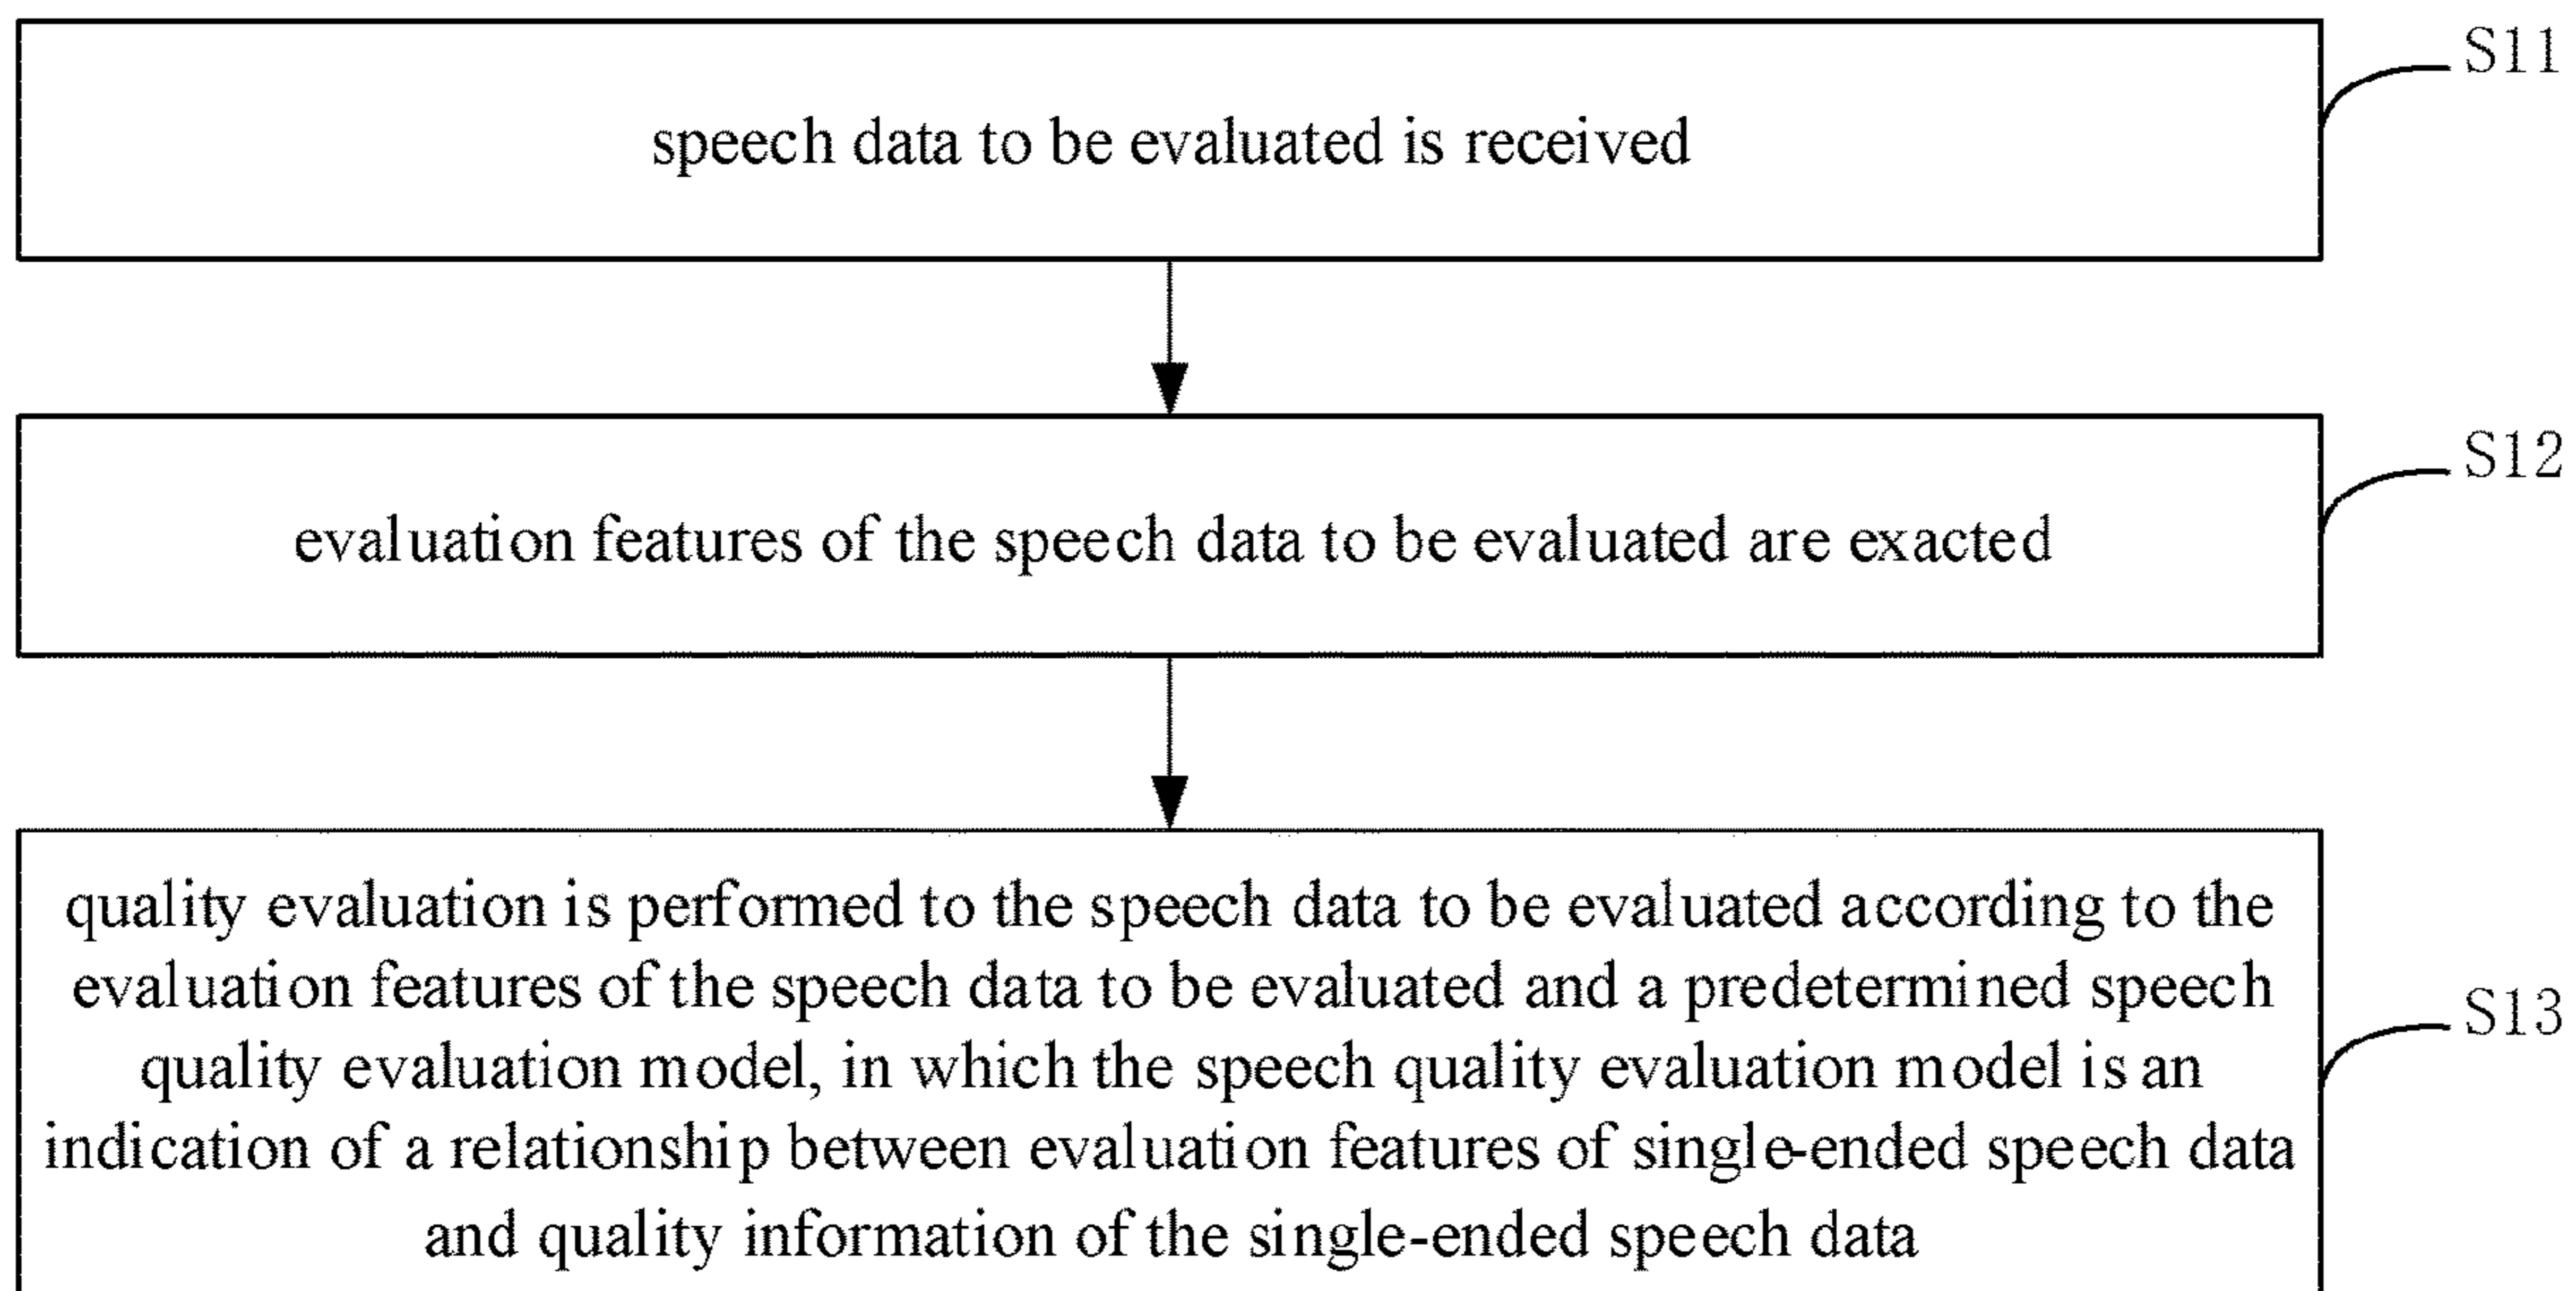 S11
speech data to be evaluated is received
S12
evaluation features of the speech data to be evaluated are exacted
quality evaluation is performed to the speech data to be evaluated according to the
evaluation features of the speech data to be evaluated and a predetermined speech
S13
quality evaluation model, in which the speech quality evaluation model is an
indication of a relationship between evaluation features of single-ended speech data
and quality information of the single-ended speech data